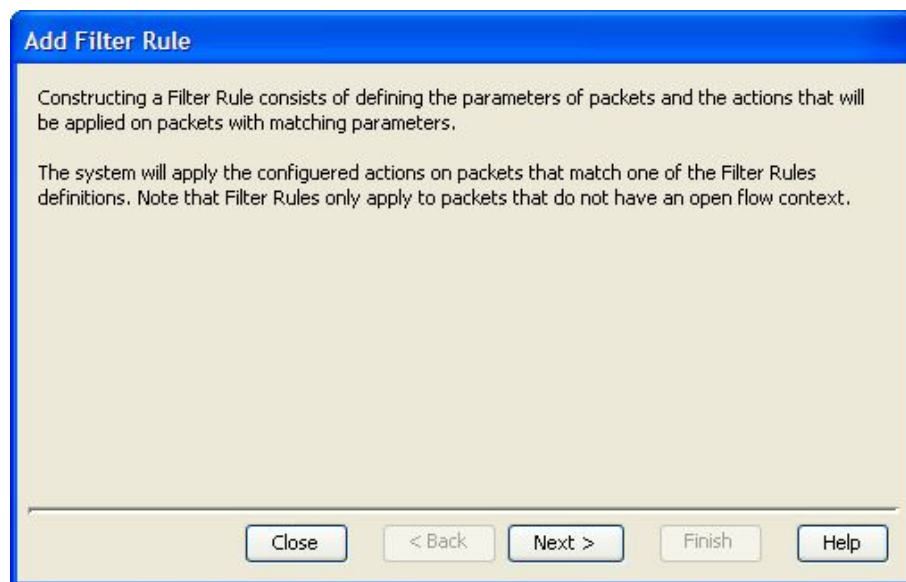 Add Filter Rule
Constructing a Filter Rule consists of defining the parameters of packets and the actions that will
be applied on packets with matching parameters.
The system will apply the configuered actions on packets that match one of the Filter Rules
definitions. Note that Filter Rules only apply to packets that do not have an open flow context.
Close < Back Next > Finish Help